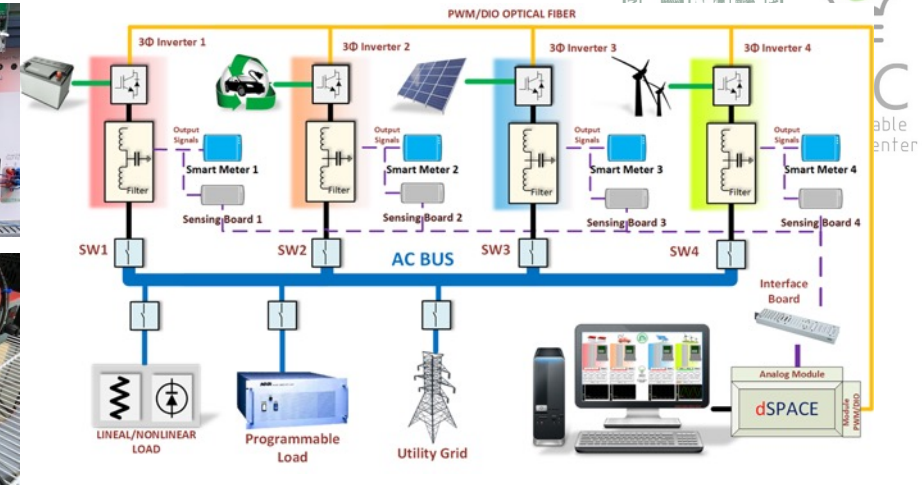 PWM/DIO OPTICAL FIBER
3Φ Inverter 1
3Φ Inverter 2
3Φ Inverter 3
3Φ Inverter 4
C
able
enter
Output
Signals
Output
Signals
Output
Signals
Output
Signals
Smart Meter 1
Smart Meter 2
Smart Meter 3
Smart Meter 4
Filter
Filter
Filter
Filter
Sensing Board 1
Sensing Board 2
Sensing Board 3
Sensing Board 4
SW1
SW2
SW3
SW4
AC BUS
Interface
Board
Analog Module
dSPACE
Module
PWM/DIO
LINEAL/NONLINEAR
LOAD
Programmable
Load
Utility Grid